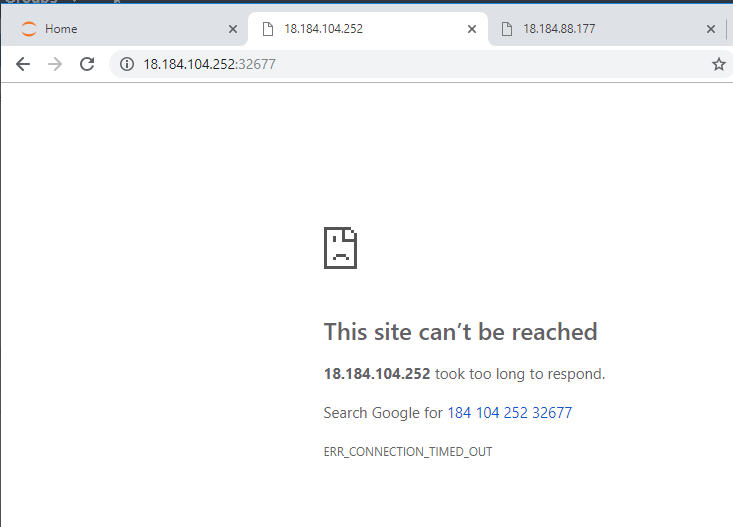 Groups
Home
18.184.104.252
18.184.88.177
18.184.104.252:32677
This site can’t be reached
18.184.104.252 took too long to respond.
Search Google for 184 104 252 32677
ERR_CONNECTION_TIMED_OUT